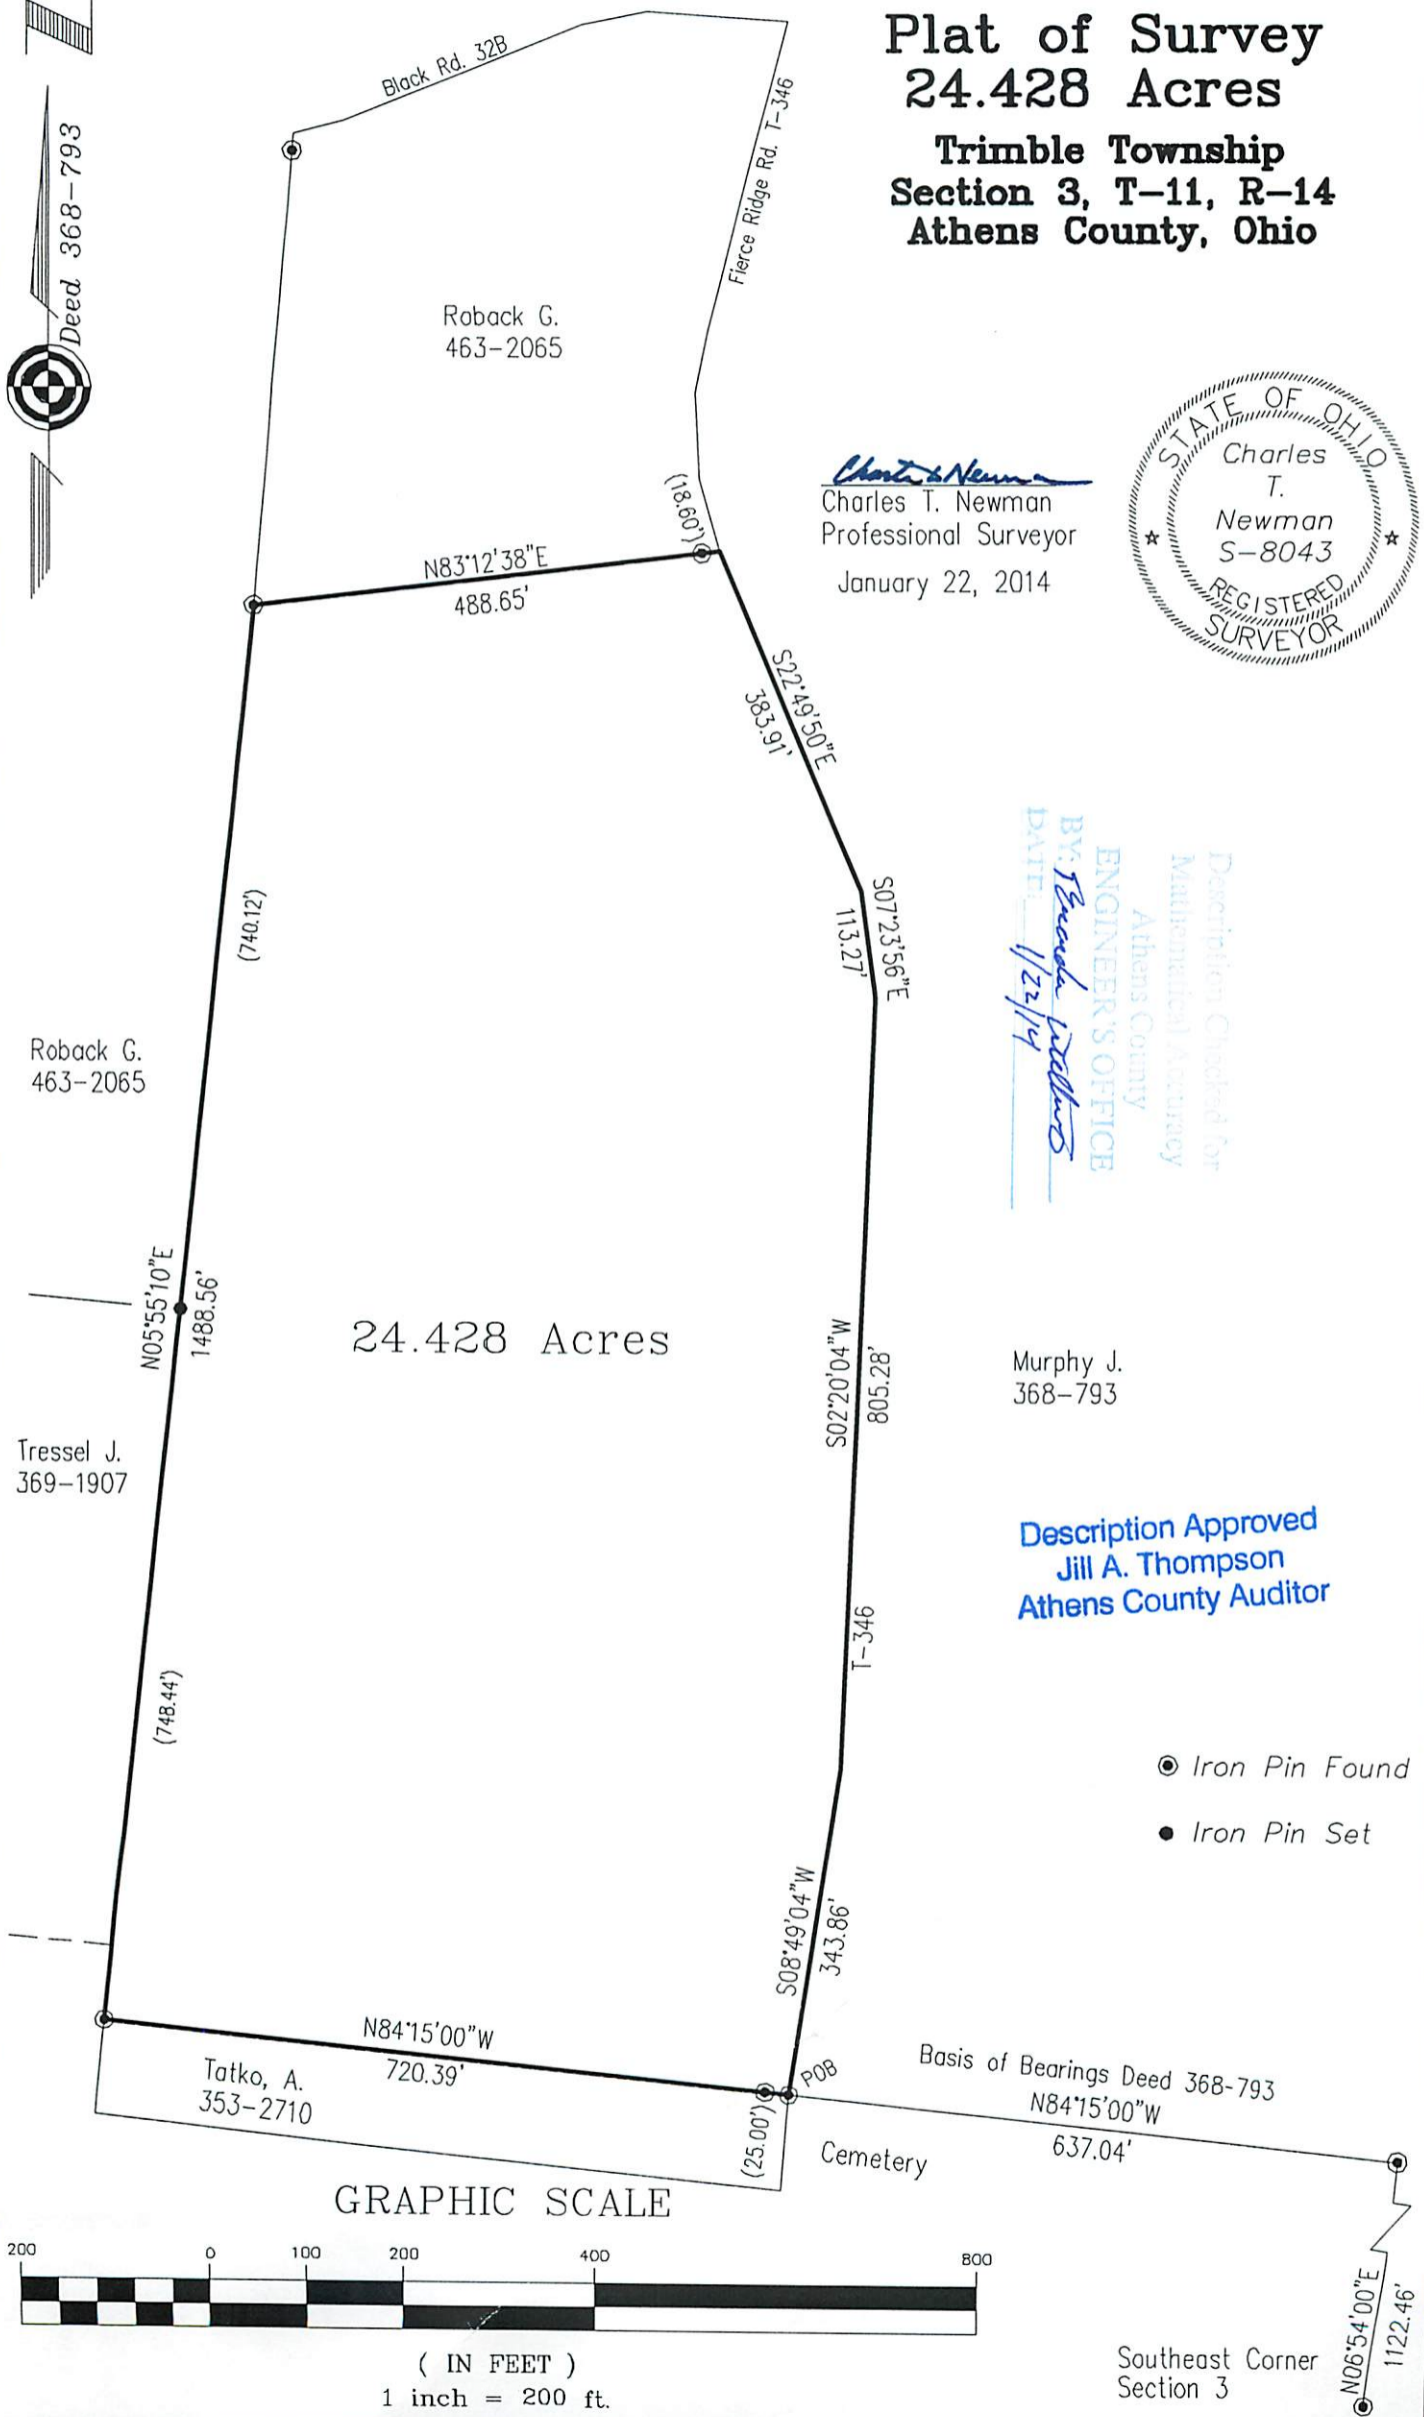 Plat of Survey
24.428 Acres
Trimble Township
Section 3, T-11, R-14
Athens County, Ohio
Deed 368-793
Black Rd. 32B
Fierce Ridge Rd. T-346
Roback G.
463-2065
Charles T. Newman
Professional Surveyor
January 22, 2014
STATE OF OHIO
Charles
T.
Newman
S-8043
REGISTERED
SURVEYOR
(18.60')
N83°12'38"E
488.65'
S22°49'50"E
383.91'
S07°23'56"E
113.27'
(740.12')
Description Checked for
Mathematical Accuracy
Athens County
ENGINEER'S OFFICE
BY:
DATE: 1/22/14
Roback G.
463-2065
N05°55'10"E
1488.56'
24.428 Acres
S02°20'04"W
805.28'
Murphy J.
368-793
Tressel J.
369-1907
Description Approved
Jill A. Thompson
Athens County Auditor
T-346
(748.44')
Iron Pin Found
Iron Pin Set
S08°49'04"W
343.86'
N84°15'00"W
720.39'
Tatko, A.
353-2710
POB
(25.00')
Basis of Bearings Deed 368-793
N84°15'00"W
637.04'
Cemetery
GRAPHIC SCALE
200 0 100 200 400 800
( IN FEET )
1 inch = 200 ft.
Southeast Corner
Section 3
N06°54'00"E
1122.46'